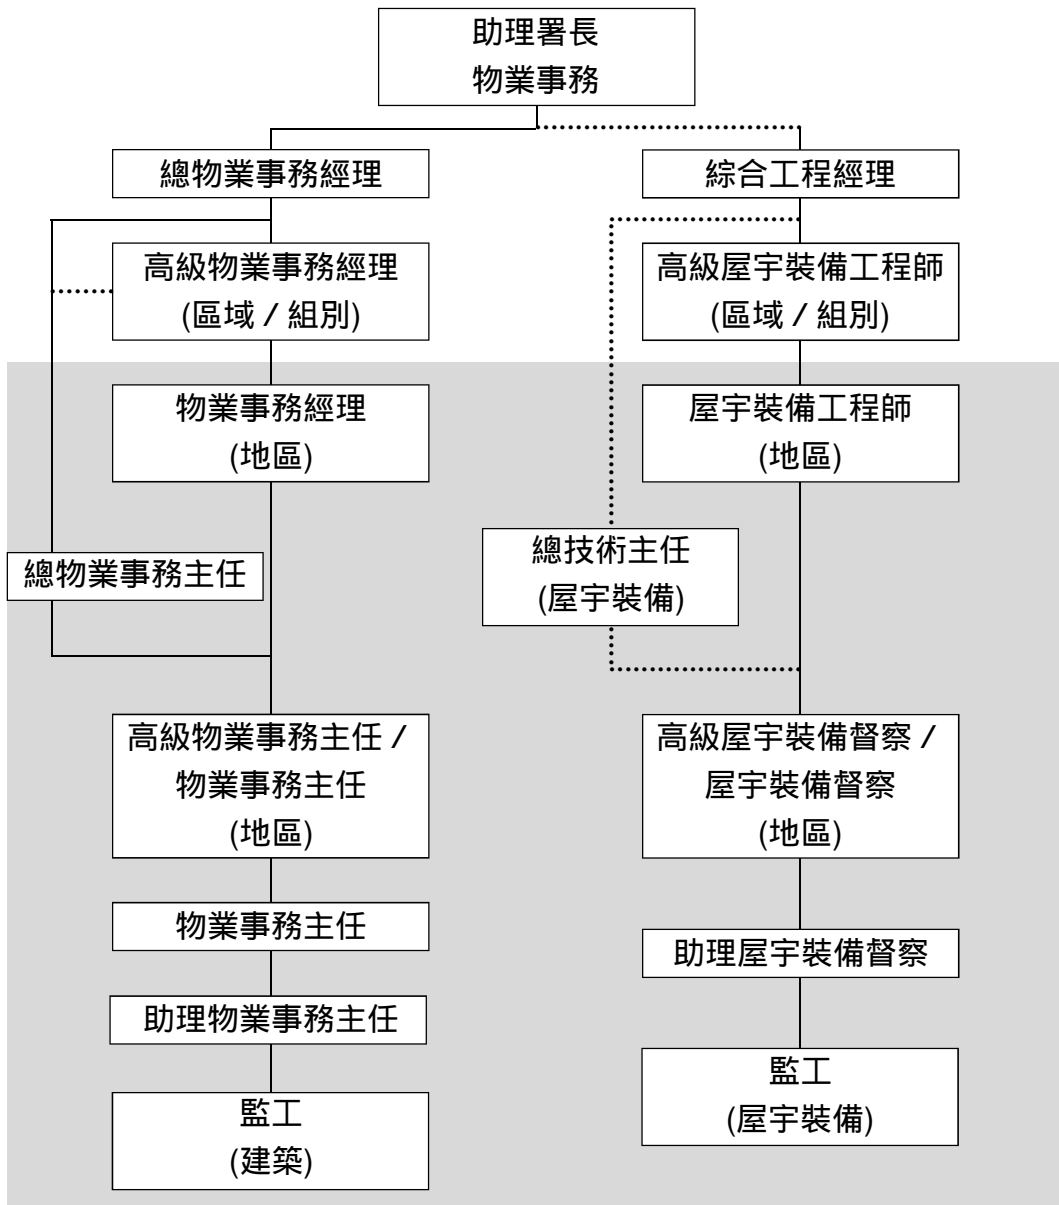 助理署長
物業事務
總物業事務經理
綜合工程經理
高級物業事務經理
(區域 / 組別)
高級屋宇裝備工程師
(區域 / 組別)
物業事務經理
(地區)
屋宇裝備工程師
(地區)
總物業事務主任
總技術主任
(屋宇裝備)
高級物業事務主任 /
物業事務主任
(地區)
高級屋宇裝備督察 /
屋宇裝備督察
(地區)
物業事務主任
助理屋宇裝備督察
助理物業事務主任
監工
(建築)
監工
(屋宇裝備)